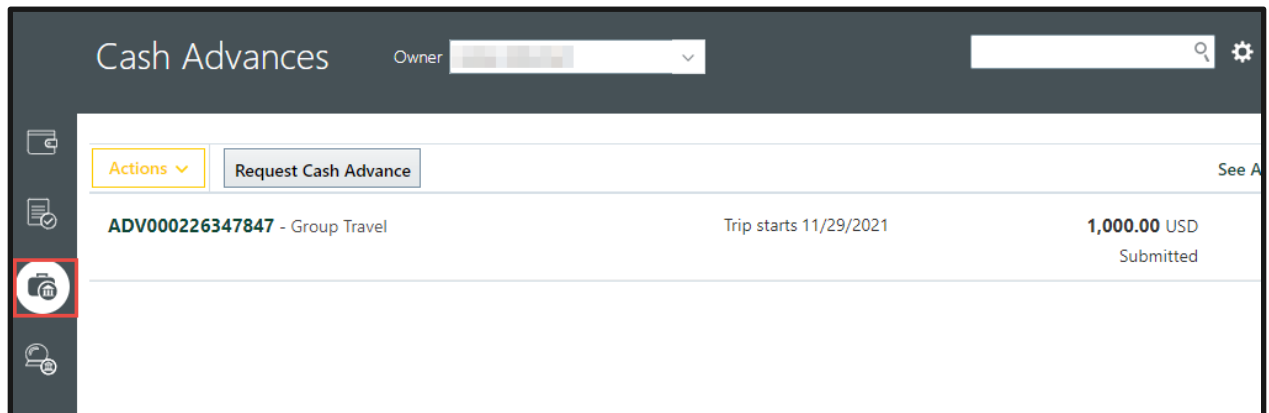 Cash Advances Owner
Actions Request Cash Advance See A
ADV000226347847 - Group Travel Trip starts 11/29/2021 1,000.00 USD
Submitted